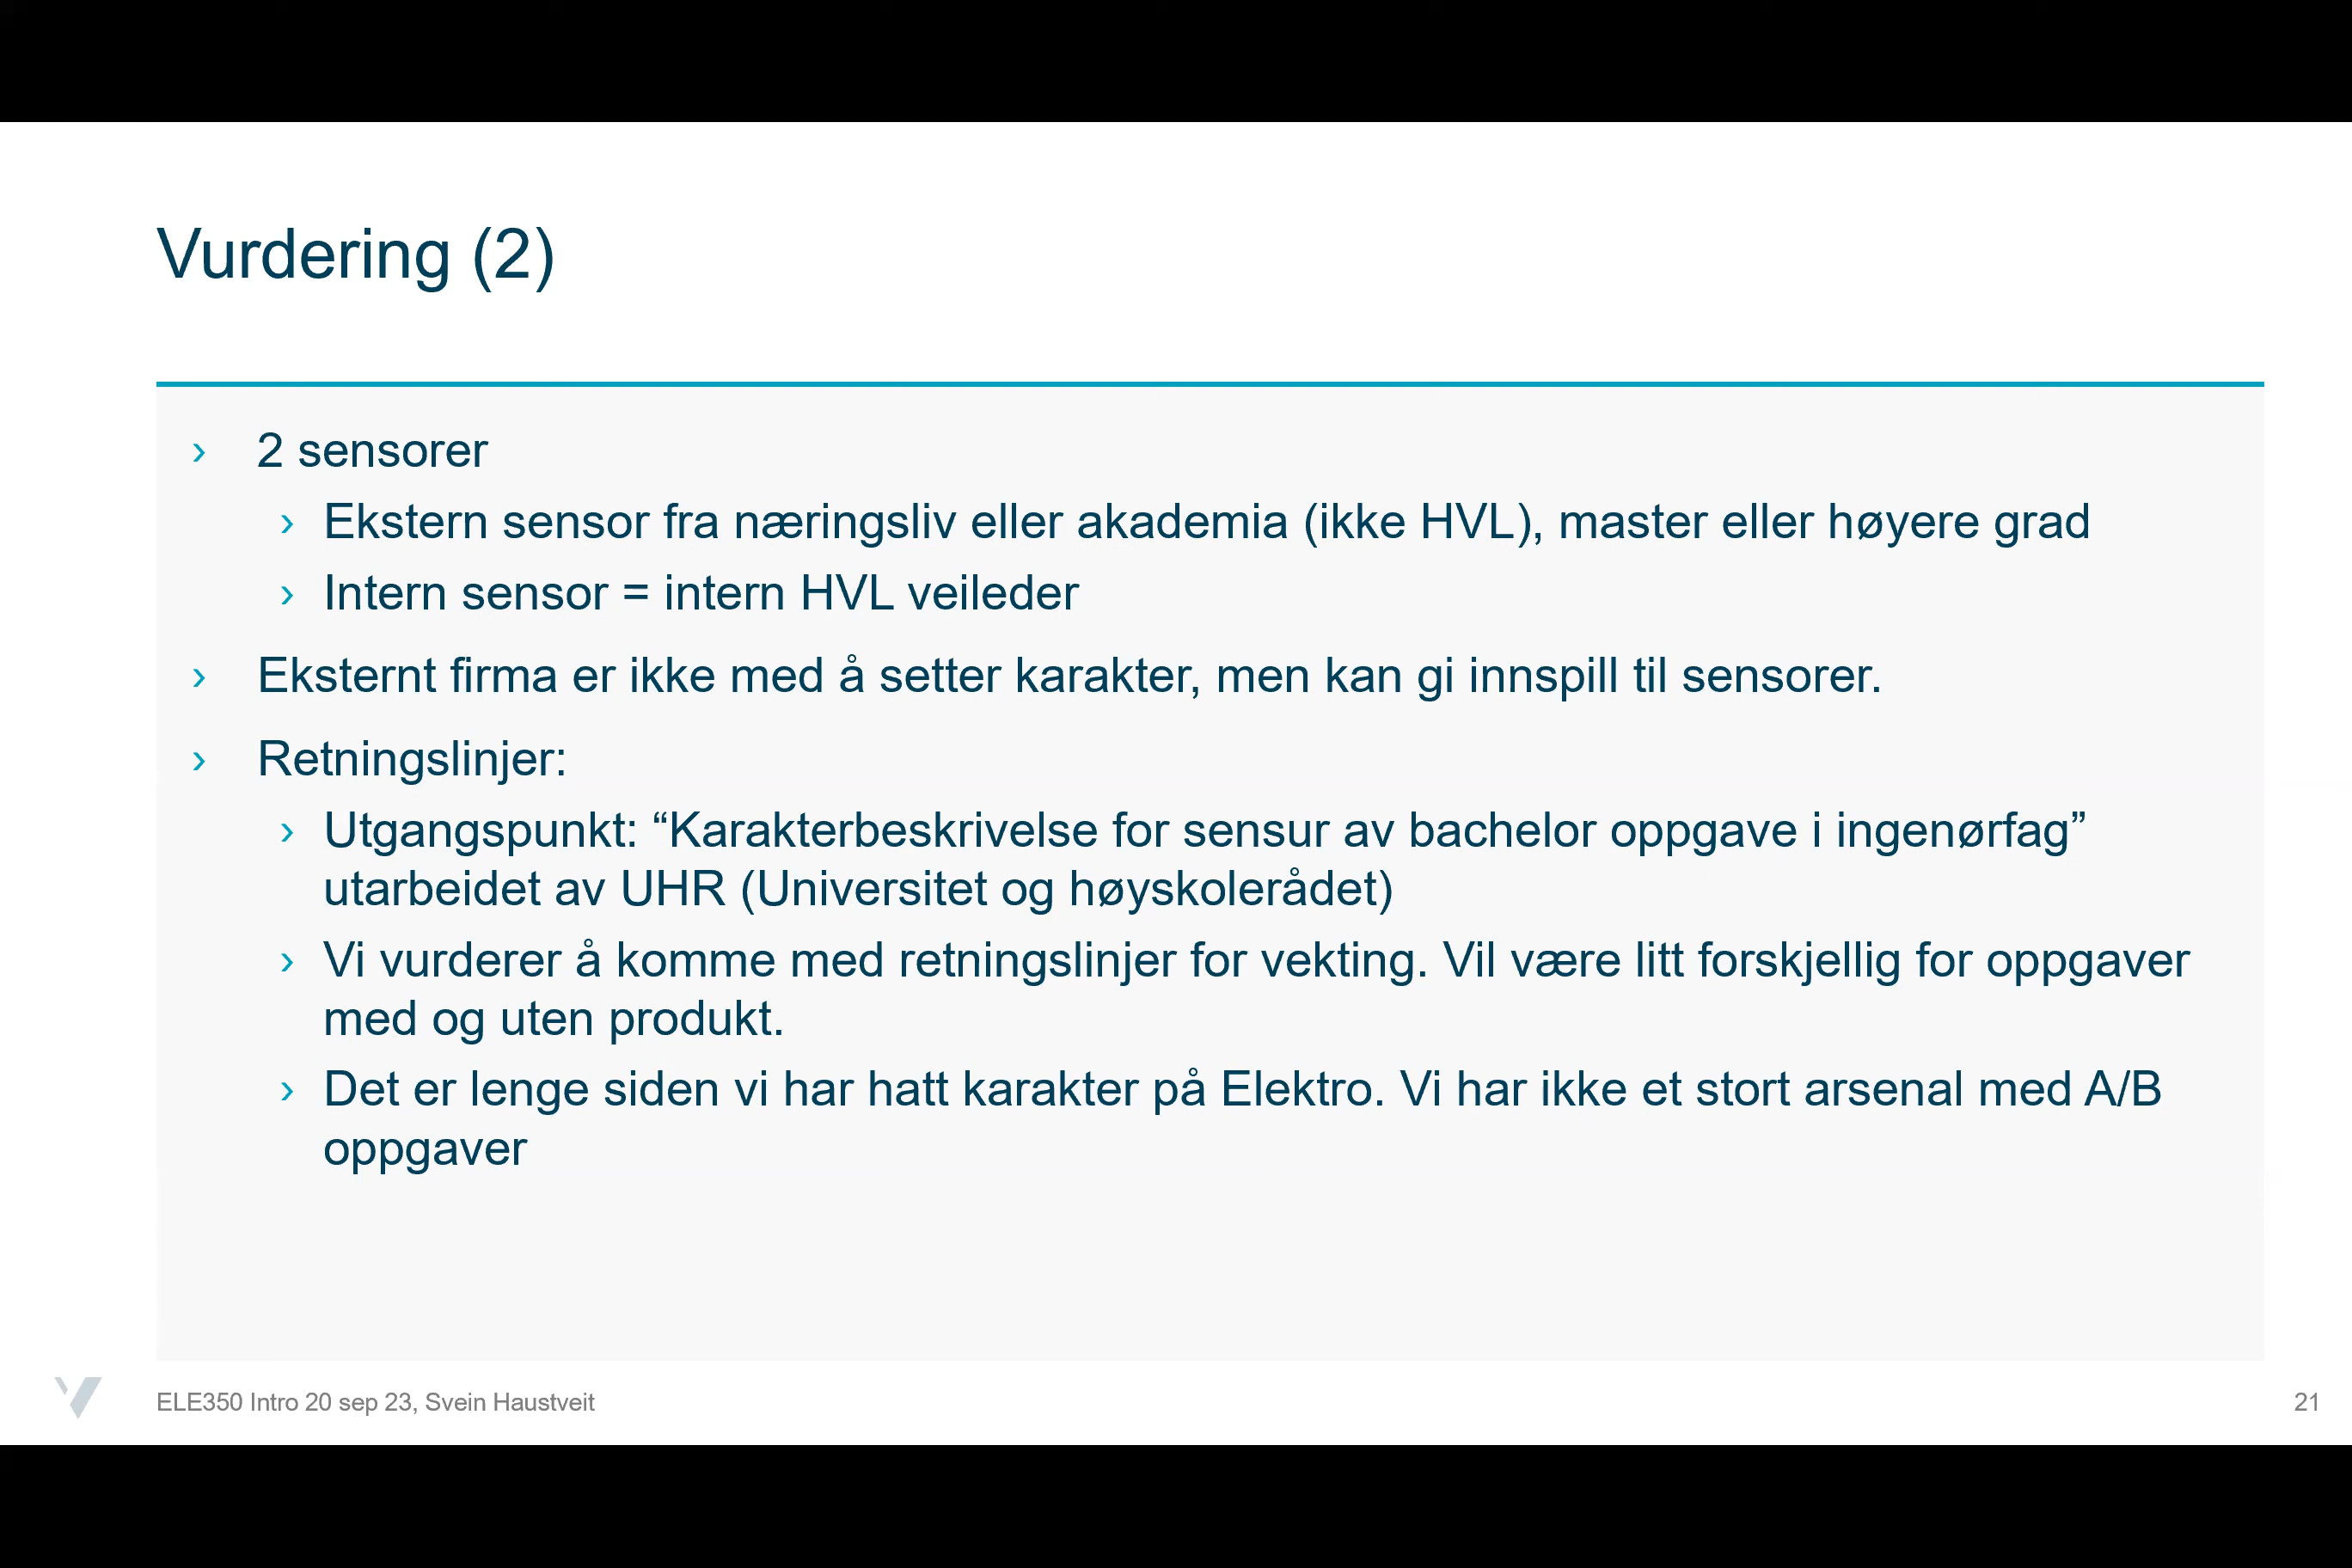 Vurdering (2)
› 2 sensorer
› Ekstern sensor fra næringsliv eller akademia (ikke HVL), master eller høyere grad
› Intern sensor = intern HVL veileder
› Eksternt firma er ikke med å setter karakter, men kan gi innspill til sensorer.
› Retningslinjer:
› Utgangspunkt: “Karakterbeskrivelse for sensur av bachelor oppgave i ingenørfag”
utarbeidet av UHR (Universitet og høyskolerådet)
› Vi vurderer å komme med retningslinjer for vekting. Vil være litt forskjellig for oppgaver
med og uten produkt.
› Det er lenge siden vi har hatt karakter på Elektro. Vi har ikke et stort arsenal med A/B
oppgaver
ELE350 Intro 20 sep 23, Svein Haustveit
21